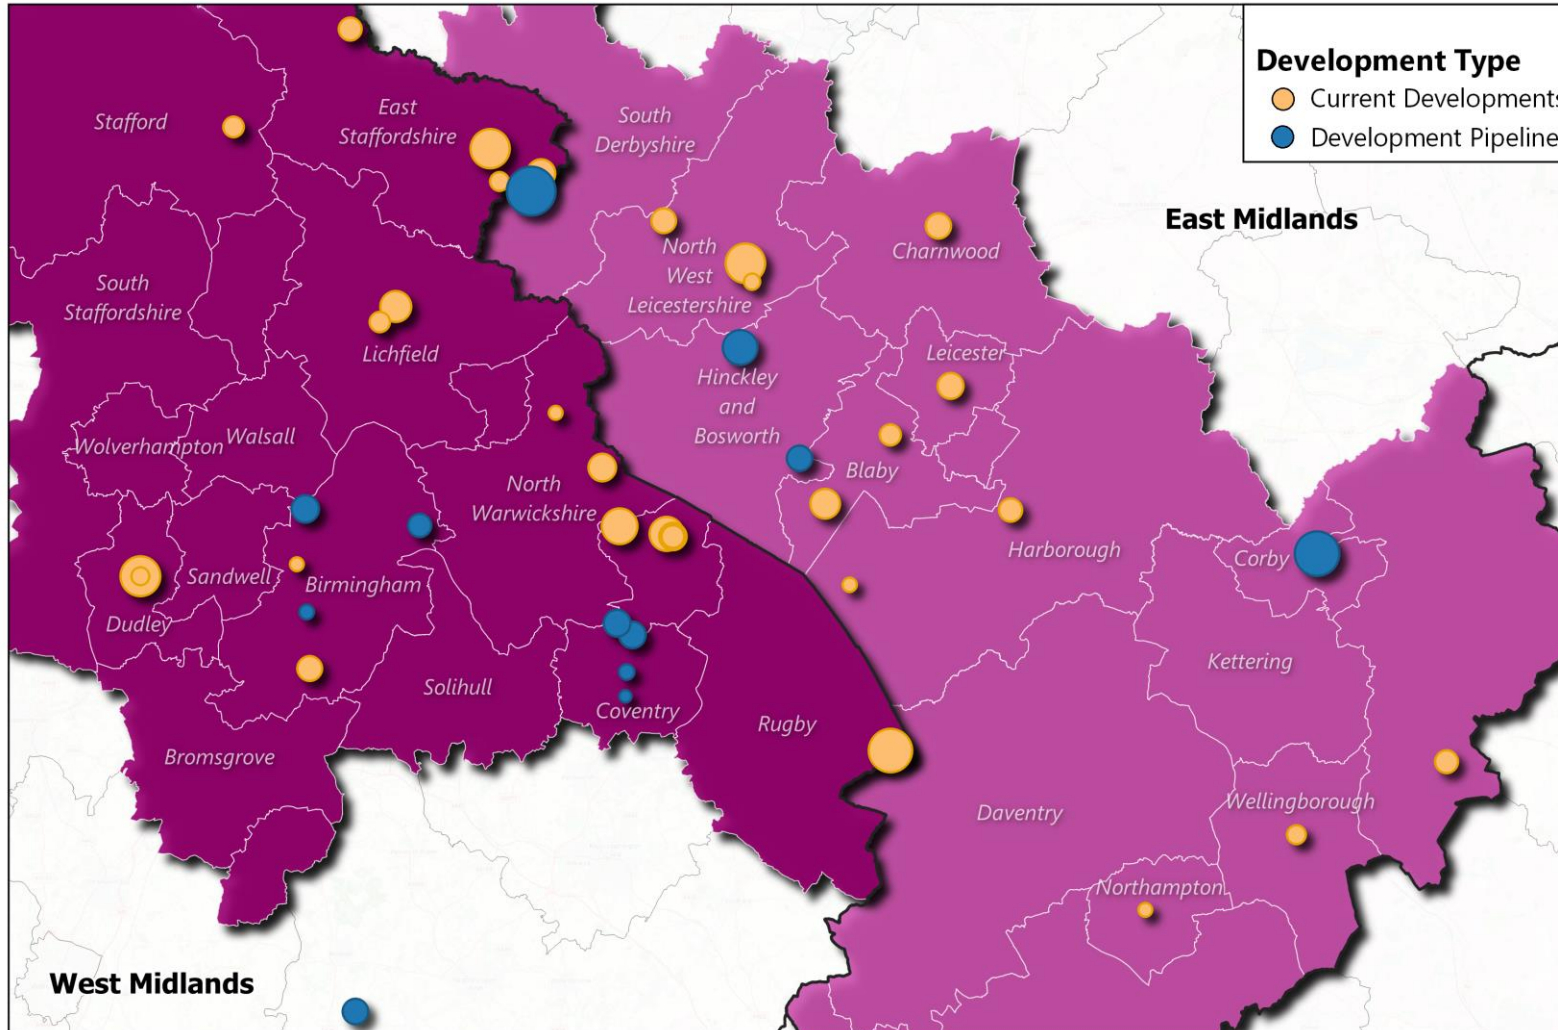 Development Type
Current Developments
Development Pipeline
East Midlands
West Midlands
Stafford
East
Staffordshire
South
Derbyshire
North
West
Leicestershire
Charnwood
South
Staffordshire
Lichfield
Hinckley
and
Bosworth
Leicester
Wolverhampton
Walsall
Blaby
North
Warwickshire
Harborough
Corby
Sandwell
Birmingham
Dudley
Kettering
Solihull
Coventry
Rugby
Bromsgrove
Daventry
Wellingborough
Northampton